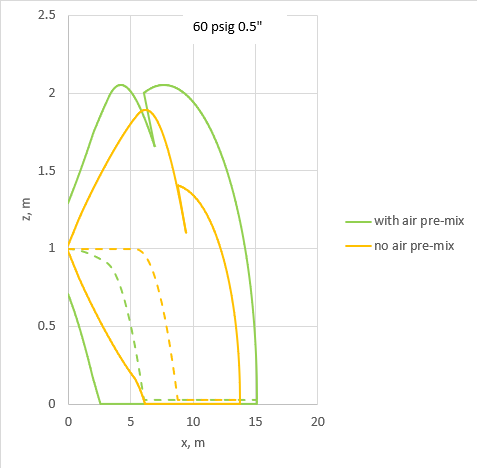 60 psig 0.5"
2.5
2
1.5
1
0.5
0
z, m
0 5 10 15 20
x, m
with air pre-mix
no air pre-mix